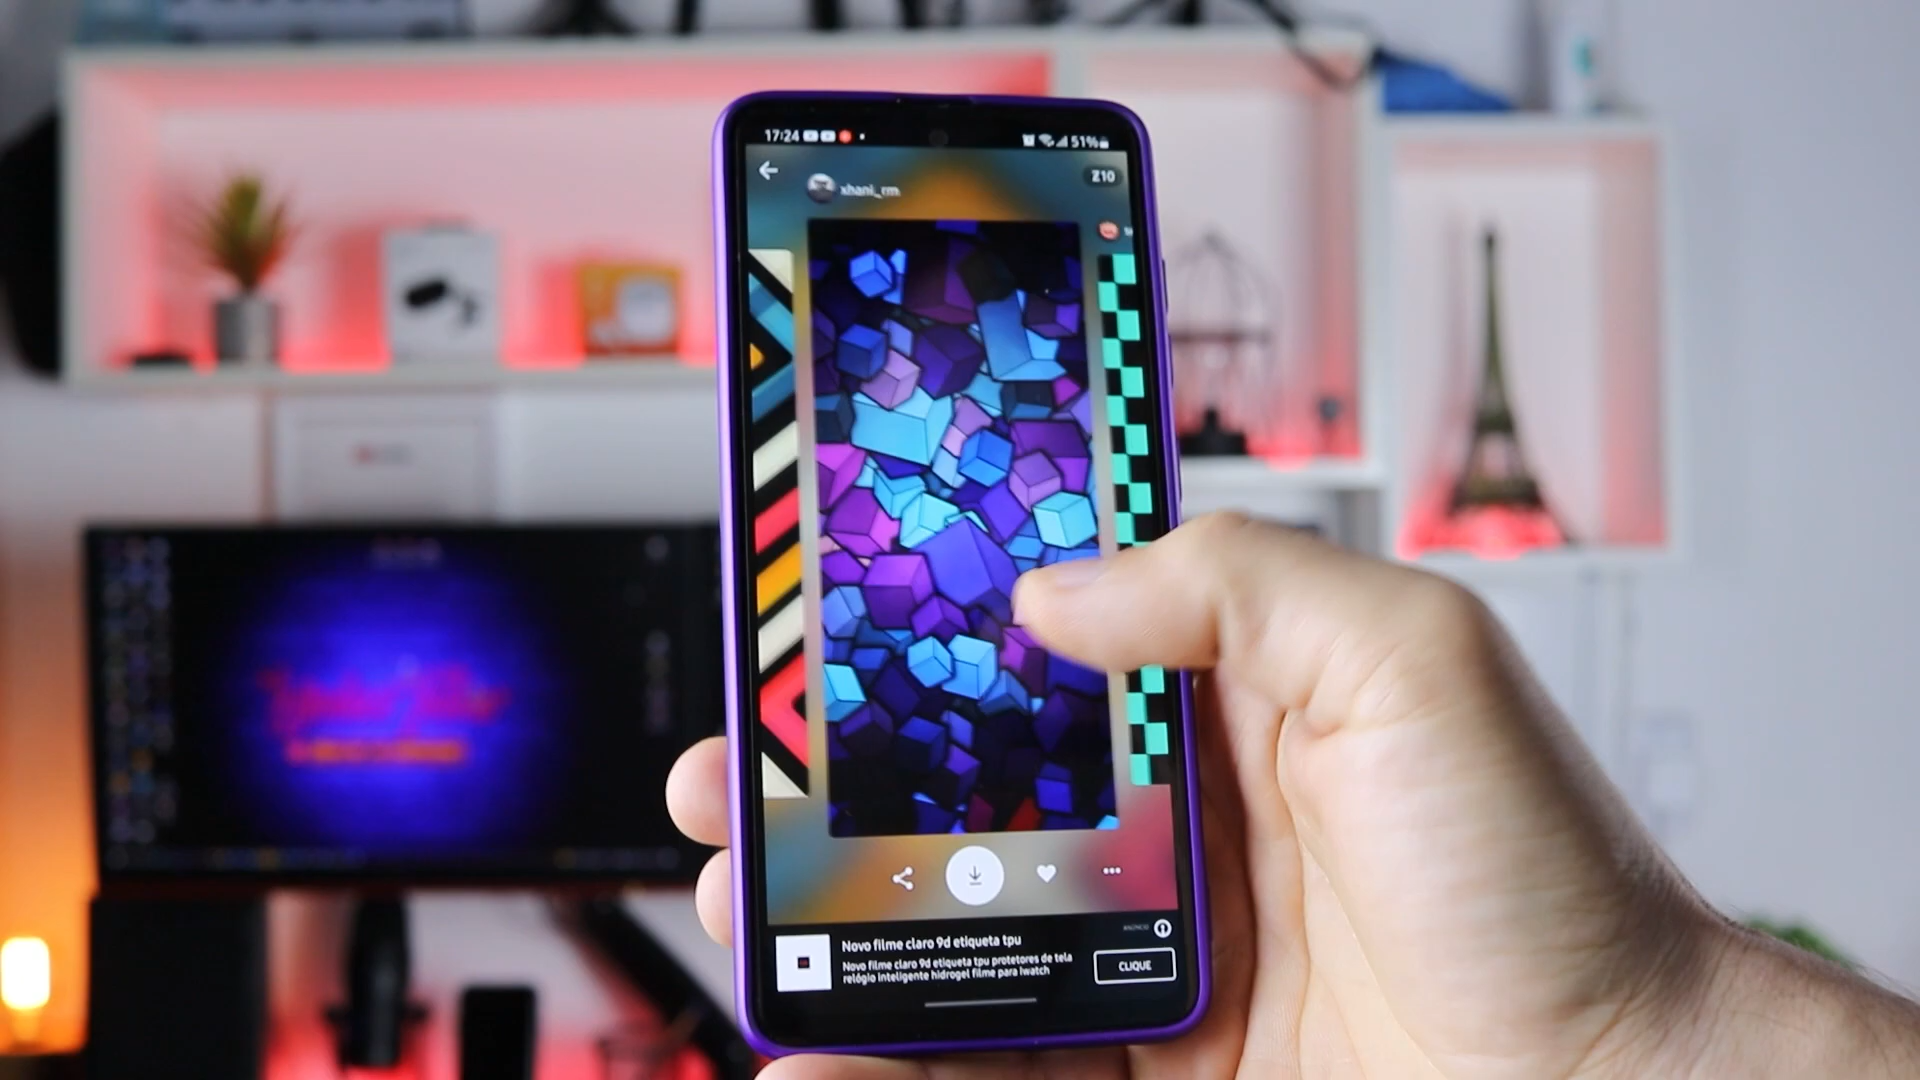 17:24
51%
xhani_rm
Z10
Novo filme claro 9d etiqueta tpu
Novo filme claro 9d etiqueta tpu protetores de tela
relógio inteligente hidrogel filme para iwatch
ANÚNCIO
CLIQUE